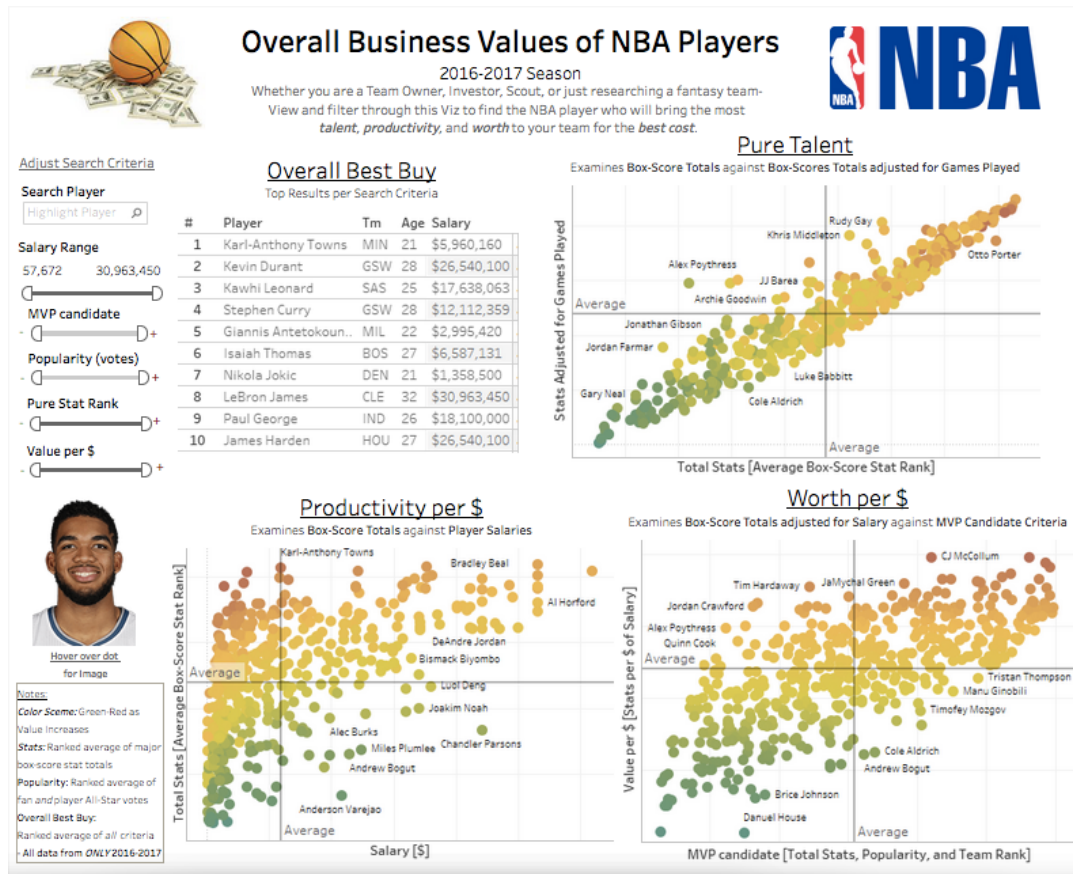 Overall Business Values of NBA Players
2016-2017 Season
Whether you are a Team Owner, Investor, Scout, or just researching a fantasy team-
View and filter through this Viz to find the NBA player who will bring the most
talent, productivity, and worth to your team for the best cost.
NBA
NBA
Adjust Search Criteria
Search Player
Highlight Player
Salary Range
57,672 30,963,450
MVP candidate
- +
Popularity (votes)
- +
Pure Stat Rank
- +
Value per $
- +
Overall Best Buy
Top Results per Search Criteria
# Player Tm Age Salary
1 Karl-Anthony Towns MIN 21 $5,960,160
2 Kevin Durant GSW 28 $26,540,100
3 Kawhi Leonard SAS 25 $17,638,063
4 Stephen Curry GSW 28 $12,112,359
5 Giannis Antetokoun.. MIL 22 $2,995,420
6 Isaiah Thomas BOS 27 $6,587,131
7 Nikola Jokic DEN 21 $1,358,500
8 LeBron James CLE 32 $30,963,450
9 Paul George IND 26 $18,100,000
10 James Harden HOU 27 $26,540,100
Pure Talent
Examines Box-Score Totals against Box-Scores Totals adjusted for Games Played
Stats Adjusted for Games Played
Rudy Gay
Khris Middleton
Otto Porter
Alex Poythress
JJ Barea
Archie Goodwin
Average
Jonathan Gibson
Jordan Farmar
Luke Babbitt
Gary Neal
Cole Aldrich
Average
Total Stats [Average Box-Score Stat Rank]
Hover over dot
for Image
Notes:
Color Sceme: Green-Red as
Value Increases
Stats: Ranked average of major
box-score stat totals
Popularity: Ranked average of
fan and player All-Star votes
Overall Best Buy:
Ranked average of all criteria
- All data from ONLY 2016-2017
Productivity per $
Examines Box-Score Totals against Player Salaries
Total Stats [Average Box-Score Stat Rank]
Karl-Anthony Towns
Bradley Beal
Al Horford
DeAndre Jordan
Bismack Biyombo
Average
Luol Deng
Joakim Noah
Alec Burks
Miles Plumlee
Chandler Parsons
Andrew Bogut
Anderson Varejao
Average
Salary [$]
Worth per $
Examines Box-Score Totals adjusted for Salary against MVP Candidate Criteria
Value per $ [Stats per $ of Salary]
CJ McCollum
Tim Hardaway
JaMychal Green
Jordan Crawford
Alex Poythress
Quinn Cook
Average
Tristan Thompson
Manu Ginobili
Timofey Mozgov
Cole Aldrich
Andrew Bogut
Brice Johnson
Danuel House
Average
MVP candidate [Total Stats, Popularity, and Team Rank]